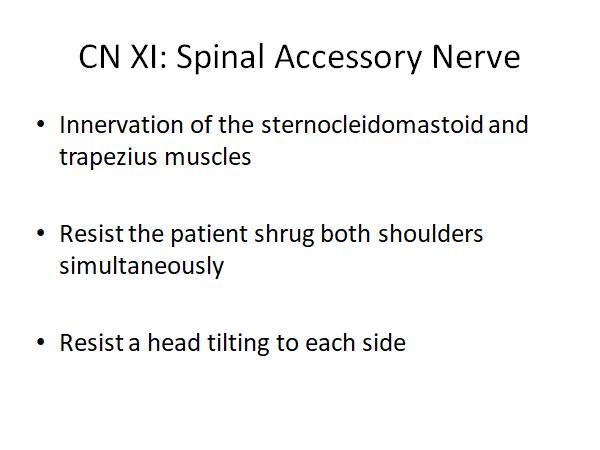 CN XI: Spinal Accessory Nerve
• Innervation of the sternocleidomastoid and
trapezius muscles
• Resist the patient shrug both shoulders
simultaneously
• Resist a head tilting to each side